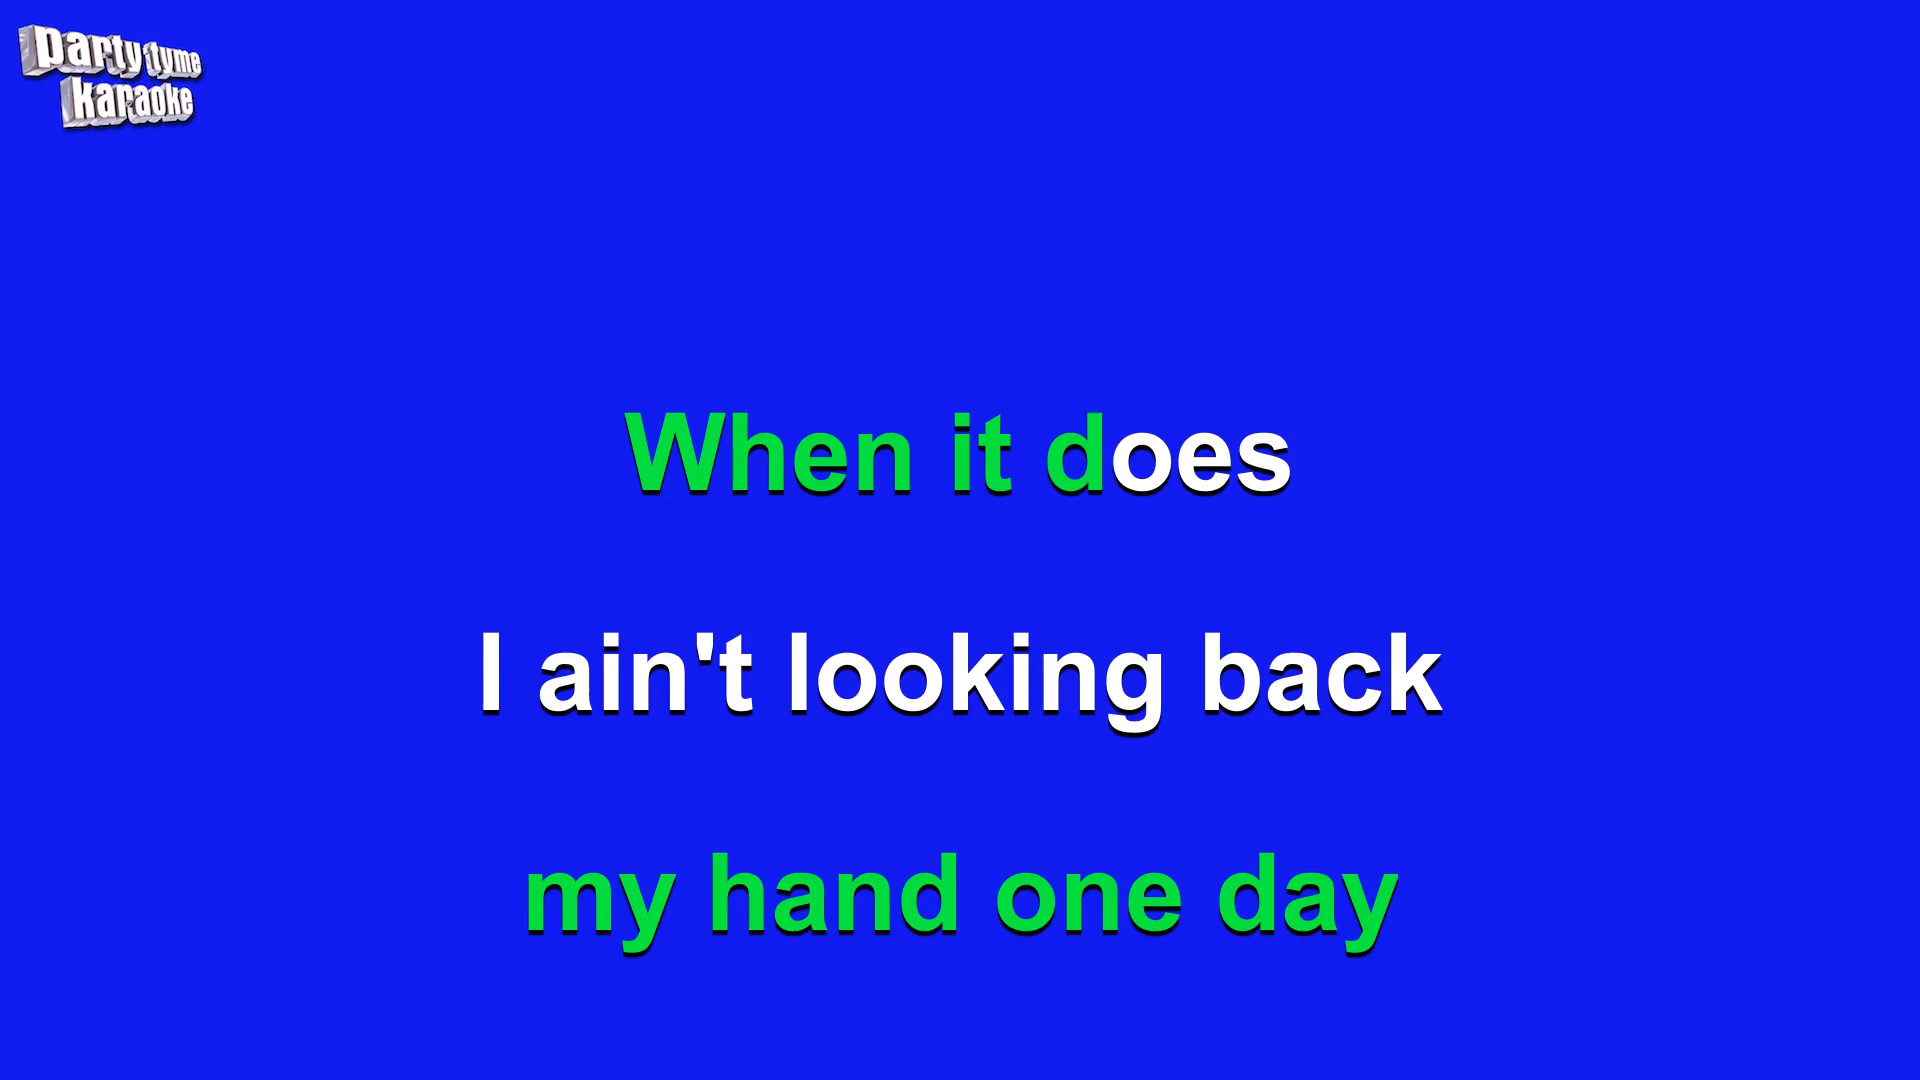 party tyme
karaoke
When it does
I ain't looking back
my hand one day